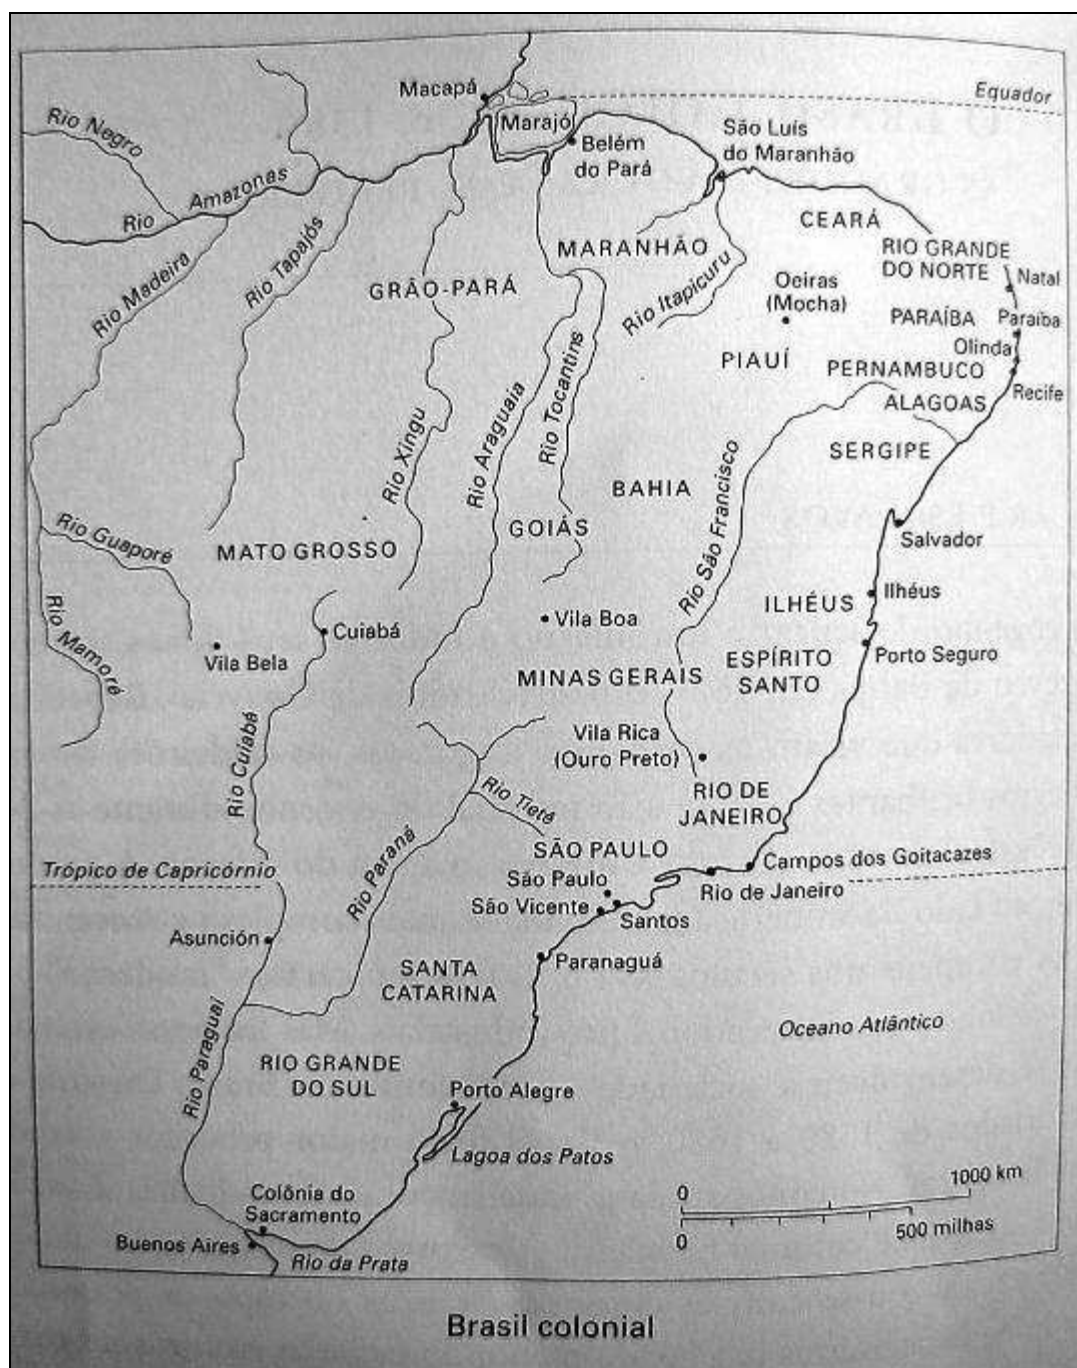 Macapá
Equador
Rio Negro
Marajó
São Luís
do Maranhão
Belém
do Pará
Rio Amazonas
CEARÁ
MARANHÃO
RIO GRANDE
DO NORTE
Natal
Rio Madeira
Rio Tapajós
GRÃO-PARÁ
Rio Itapicuru
Oeiras
(Mocha)
PARAÍBA
Paraíba
Olinda
PIAUÍ
PERNAMBUCO
Recife
ALAGOAS
Rio Xingu
Rio Araguaia
Rio Tocantins
SERGIPE
BAHIA
Rio São Francisco
GOIÁS
Rio Guaporé
MATO GROSSO
Salvador
Rio Mamoré
ILHÉUS
Ilhéus
Cuiabá
Vila Boa
Vila Bela
ESPÍRITO
SANTO
Porto Seguro
MINAS GERAIS
Rio Cuiabá
Vila Rica
(Ouro Preto)
Rio Tietê
RIO DE
JANEIRO
Rio Paraná
SÃO PAULO
Trópico de Capricórnio
Campos dos Goitacazes
São Paulo
Rio de Janeiro
São Vicente
Santos
Asunción
Paranaguá
SANTA
CATARINA
Oceano Atlântico
Rio Paraguai
RIO GRANDE
DO SUL
Porto Alegre
Lagoa dos Patos
0 1000 km
0 500 milhas
Colônia do
Sacramento
Buenos Aires
Rio da Prata
Brasil colonial